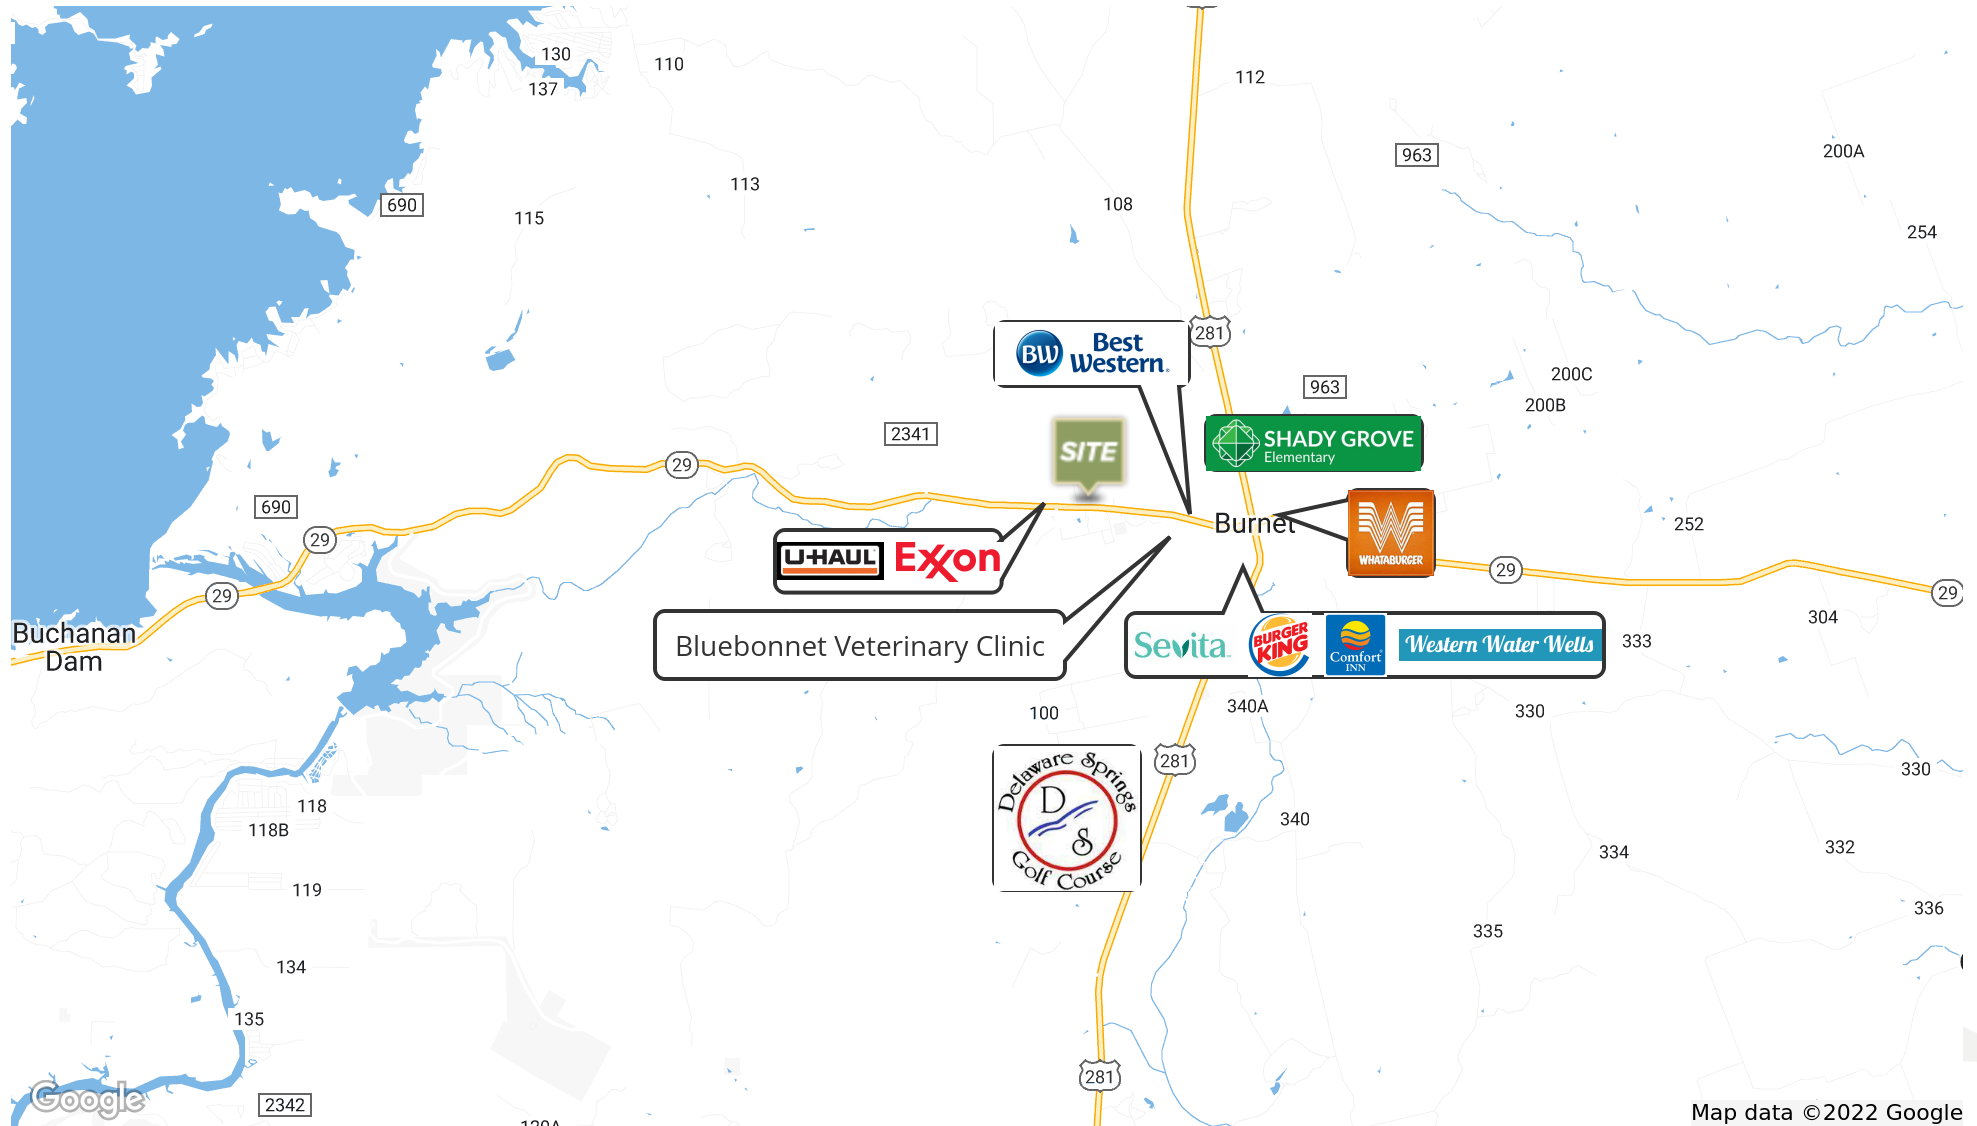 130
110
137
112
963
200A
113
690
115
108
254
281
BW Best
Western.
963
200C
200B
2341
SHADY GROVE
Elementary
SITE
29
690
29
Burnet
252
WHATABURGER
U-HAUL
Exxon
29
29
29
304
Buchanan
Dam
Bluebonnet Veterinary Clinic
Sevita
BURGER
KING
Comfort
INN
Western Water Wells
333
100
340A
330
281
330
Delaware Springs
D
S
Golf Course
118
118B
340
334
332
119
336
335
134
135
281
Google
2342
Map data ©2022 Google